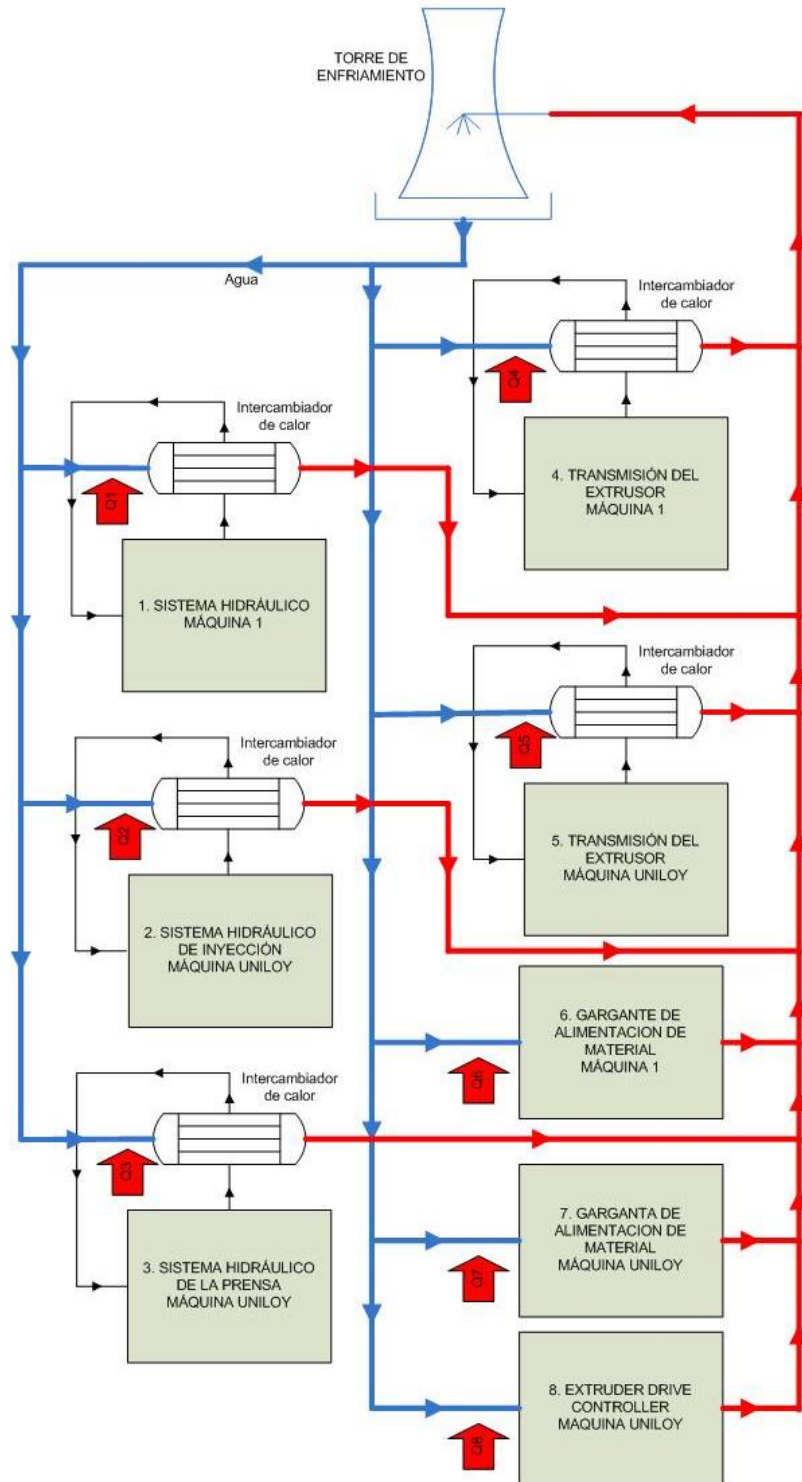 TORRE DE
ENFRIAMIENTO
Agua
Intercambiador
de calor
Q4
4. TRANSMISIÓN DEL
EXTRUSOR
MÁQUINA 1
Intercambiador
de calor
Q1
1. SISTEMA HIDRÁULICO
MÁQUINA 1
Intercambiador
de calor
Q5
5. TRANSMISIÓN DEL
EXTRUSOR
MÁQUINA UNILOY
Intercambiador
de calor
Q2
2. SISTEMA HIDRÁULICO
DE INYECCIÓN
MÁQUINA UNILOY
Q6
6. GARGANTE DE
ALIMENTACION DE
MATERIAL
MÁQUINA 1
Intercambiador
de calor
Q3
3. SISTEMA HIDRÁULICO
DE LA PRENSA
MÁQUINA UNILOY
Q7
7. GARGANTA DE
ALIMENTACION DE
MATERIAL
MÁQUINA UNILOY
Q8
8. EXTRUDER DRIVE
CONTROLLER
MAQUINA UNILOY